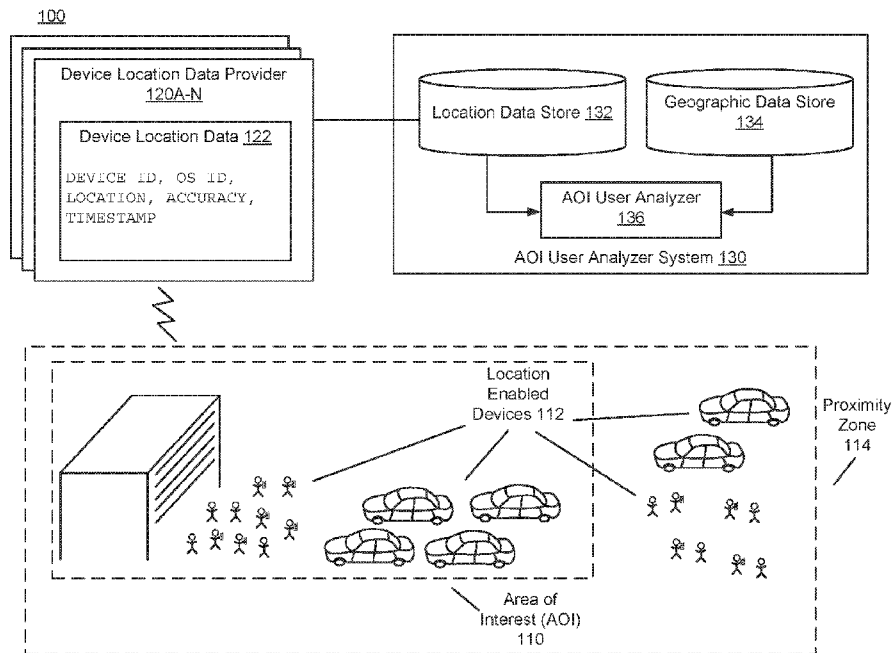 100
Device Location Data Provider
120A-N
Device Location Data 122
DEVICE ID, OS ID,
LOCATION, ACCURACY,
TIMESTAMP
Location Data Store 132
Geographic Data Store
134
AOI User Analyzer
136
AOI User Analyzer System 130
Location
Enabled
Devices 112
Proximity
Zone
114
Area of
Interest (AOI)
110